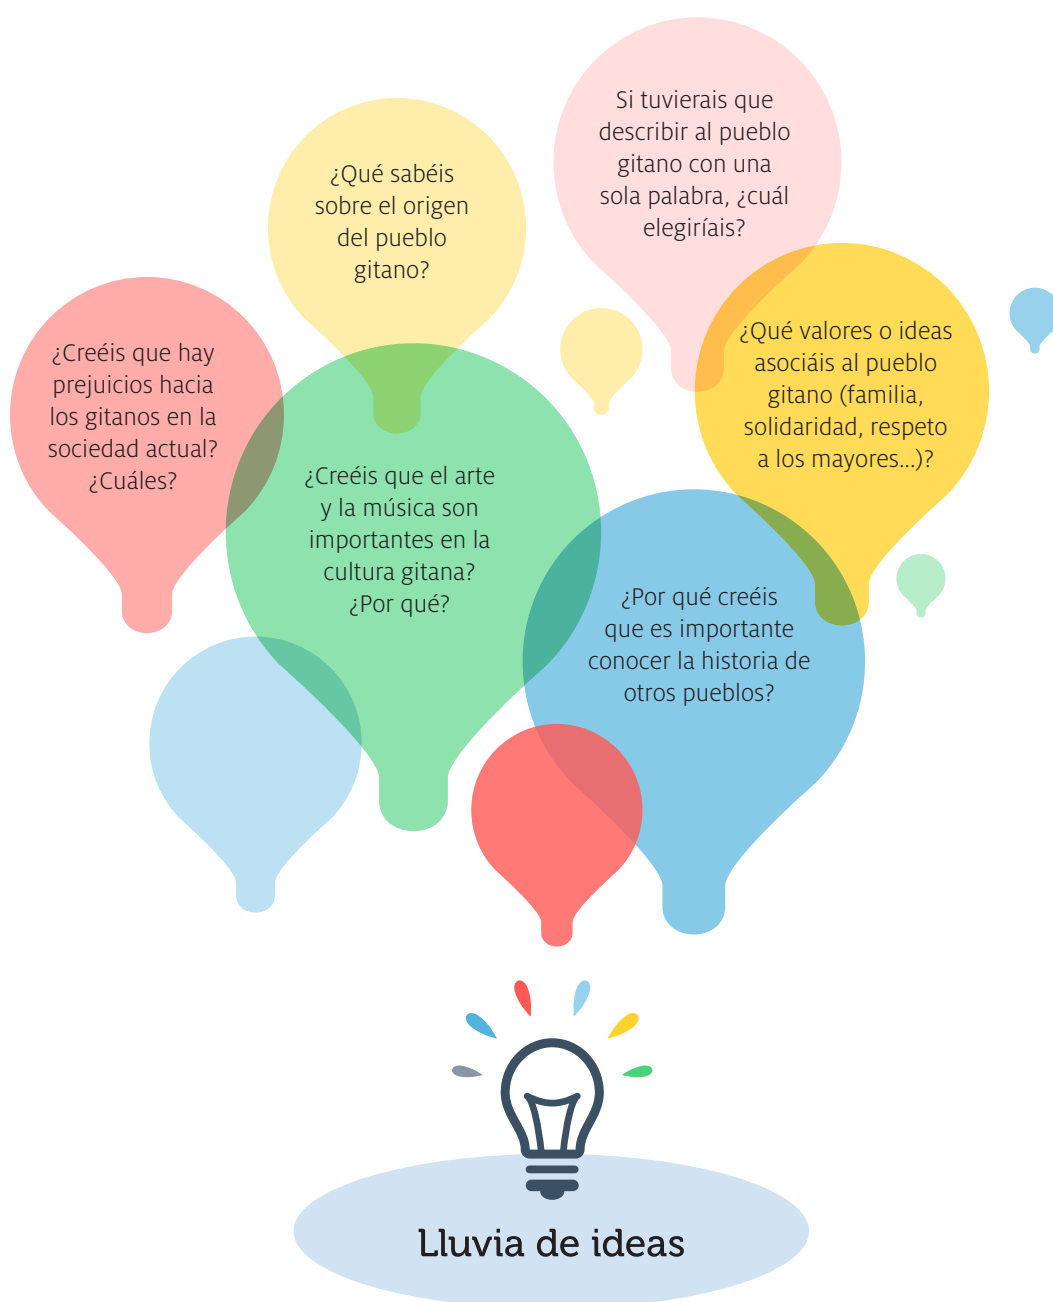 Si tuvierais que
describir al pueblo
gitano con una
sola palabra, ¿cuál
elegiríais?
¿Qué sabéis
sobre el origen
del pueblo
gitano?
¿Qué valores o ideas
asociáis al pueblo
gitano (familia,
solidaridad, respeto
a los mayores...)?
¿Creéis que hay
prejuicios hacia
los gitanos en la
sociedad actual?
¿Cuáles?
¿Creéis que el arte
y la música son
importantes en la
cultura gitana?
¿Por qué?
¿Por qué creéis
que es importante
conocer la historia de
otros pueblos?
Lluvia de ideas